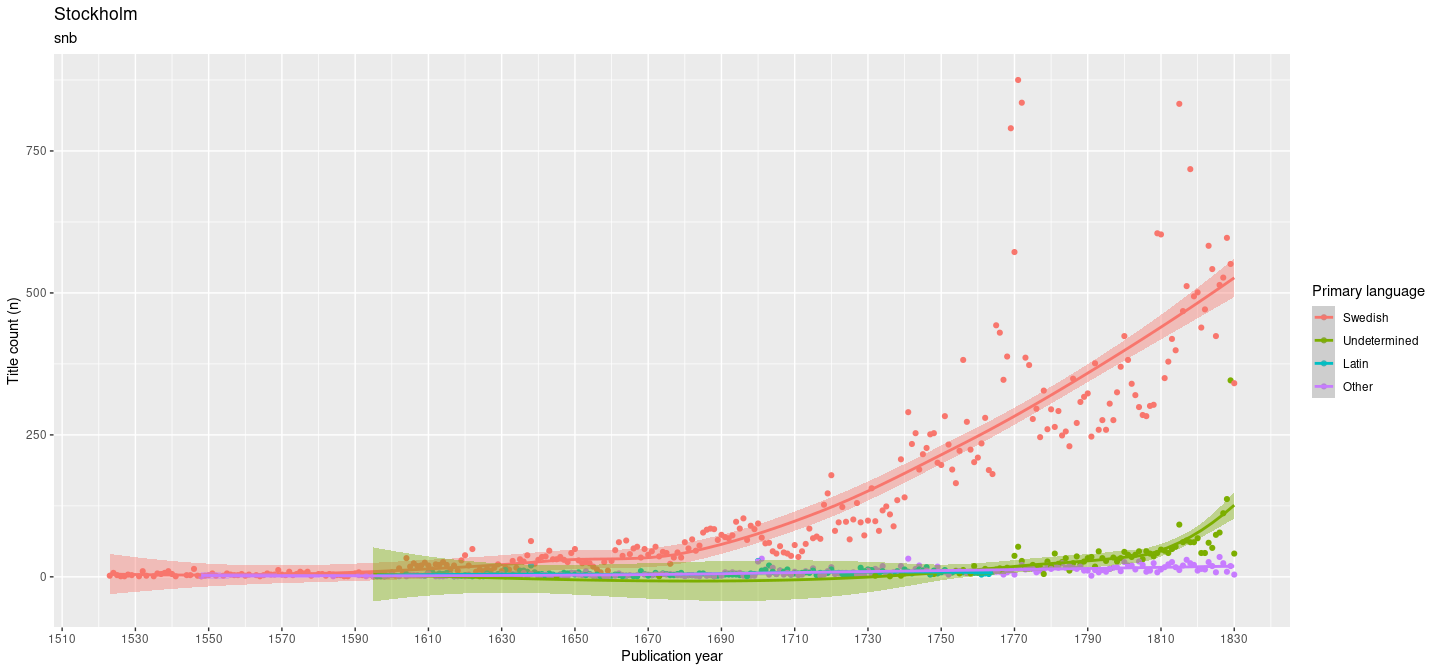 Stockholm
snb
Title count (n)
750
500
250
0
1510 1530 1550 1570 1590 1610 1630 1650 1670 1690 1710 1730 1750 1770 1790 1810 1830
Publication year
Primary language
Swedish
Undetermined
Latin
Other